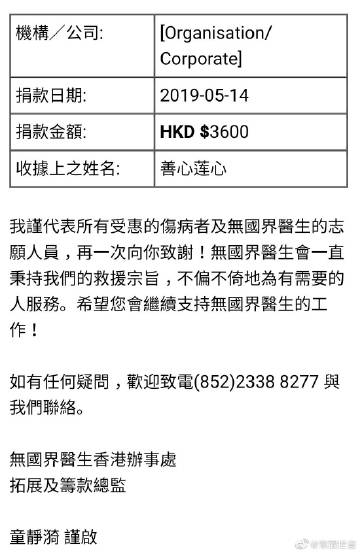 機構／公司: [Organisation/
Corporate]
捐款日期: 2019-05-14
捐款金額: HKD $3600
收據上之姓名: 善心莲心
我謹代表所有受惠的傷病者及無國界醫生的志
願人員，再一次向你致謝！無國界醫生會一直
秉持我們的救援宗旨，不偏不倚地為有需要的
人服務。希望您會繼續支持無國界醫生的工
作！
如有任何疑問，歡迎致電(852)2338 8277 與
我們聯絡。
無國界醫生香港辦事處
拓展及籌款總監
童靜漪 謹啟